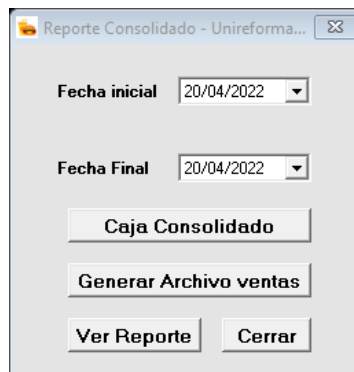 Reporte Consolidado - Unireforma...
Fecha inicial 20/04/2022
Fecha Final 20/04/2022
Caja Consolidado
Generar Archivo ventas
Ver Reporte Cerrar